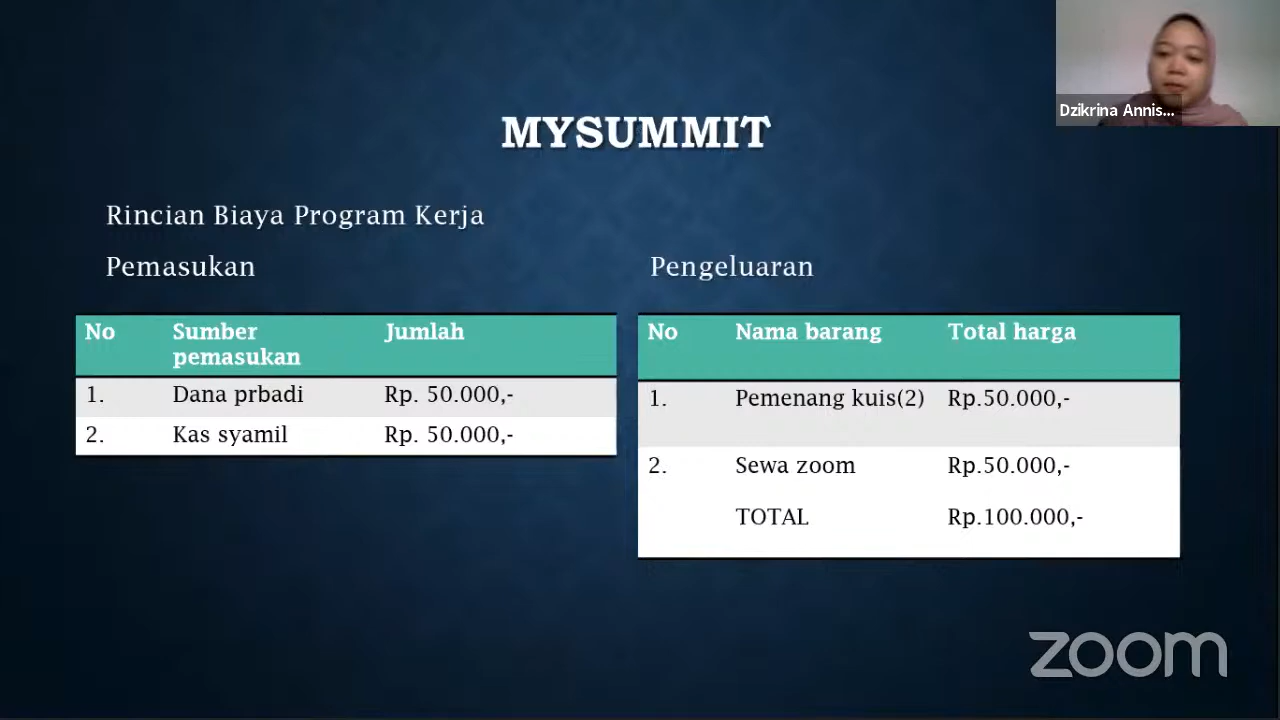 Dzikrina Annis...
MYSUMMIT
Rincian Biaya Program Kerja
Pemasukan
No Sumber pemasukan Jumlah
1. Dana prbadi Rp. 50.000,-
2. Kas syamil Rp. 50.000,-
Pengeluaran
No Nama barang Total harga
1. Pemenang kuis(2) Rp.50.000,-
2. Sewa zoom Rp.50.000,-
TOTAL Rp.100.000,-
zoom